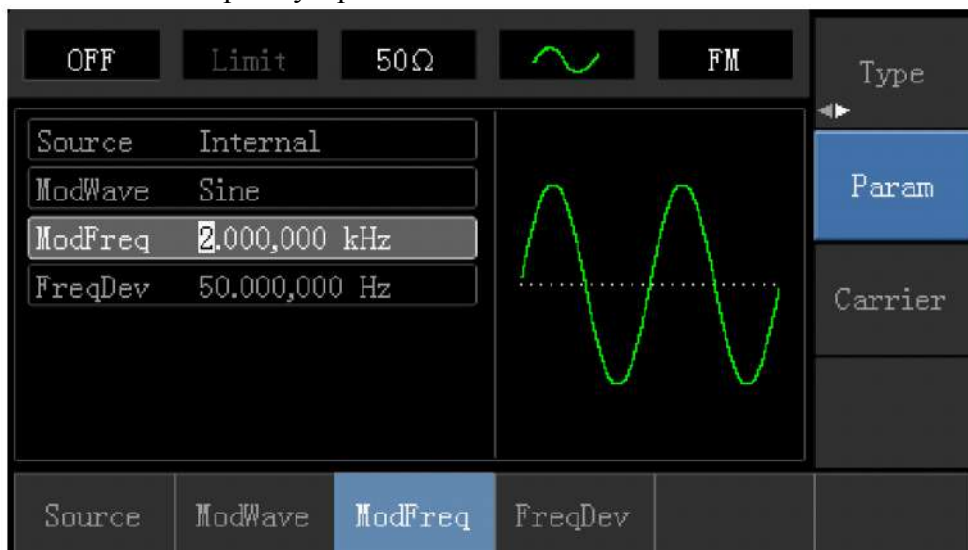 OFF Limit 50Ω FM
Type
Source Internal
ModWave Sine
Param
ModFreq 2.000,000 kHz
FreqDev 50.000,000 Hz
Carrier
Source ModWave ModFreq FreqDev